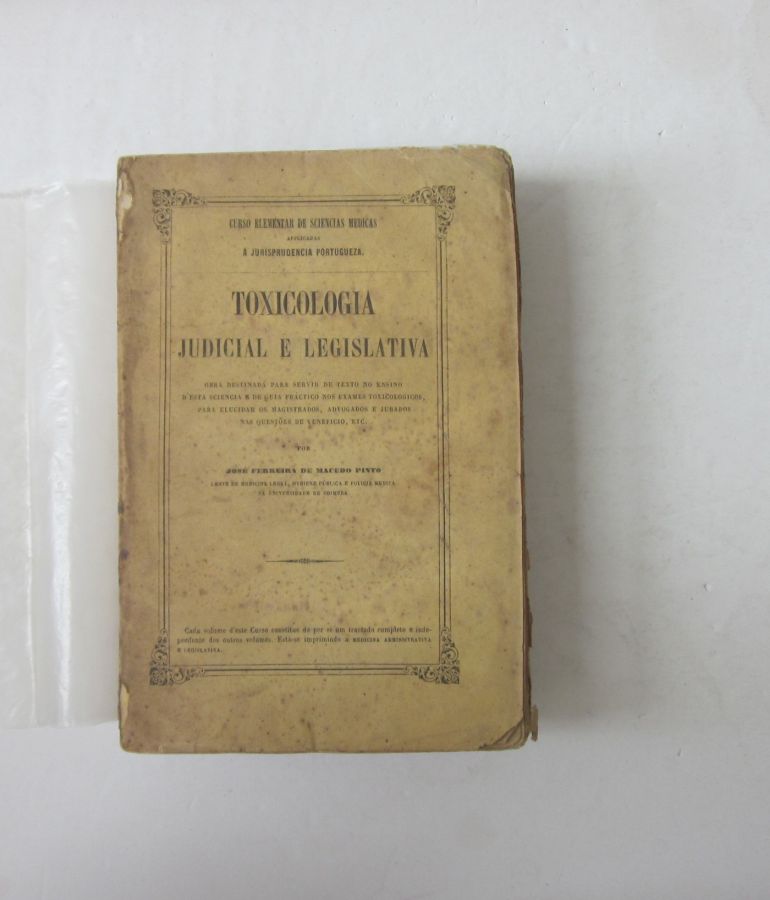 CURSO ELEMENTAR DE SCIENCIAS MEDICAS
APPLICADAS
Á JURISPRUDENCIA PORTUGUEZA.
TOXICOLOGIA
JUDICIAL E LEGISLATIVA
OBRA DESTINADA PARA SERVIR DE TEXTO NO ENSINO
D'ESTA SCIENCIA E DE GUIA PRÁCTICO NOS EXAMES TOXICOLOGICOS,
PARA ELUCIDAR OS MAGISTRADOS, ADVOGADOS E JURADOS
NAS QUESTÕES DE VENEFICIO, ETC.
POR
JOSÉ FERREIRA DE MACEDO PINTO
LENTE DE MEDICINA LEGAL, HYGIENE PÚBLICA E POLICIA MEDICA
NA UNIVERSIDADE DE COIMBRA
Cada volume d'este Curso constitue de per si um tractado completo e inde-
pendente dos outros volumes. Está-se imprimindo a MEDICINA ADMINISTRATIVA
E LEGISLATIVA.